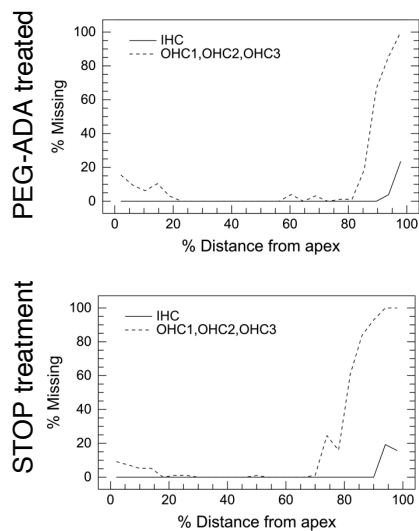 PEG-ADA treated
% Missing
100
80
60
40
20
0
IHC
OHC1,OHC2,OHC3
0 20 40 60 80 100
% Distance from apex
STOP treatment
% Missing
100
80
60
40
20
0
IHC
OHC1,OHC2,OHC3
0 20 40 60 80 100
% Distance from apex